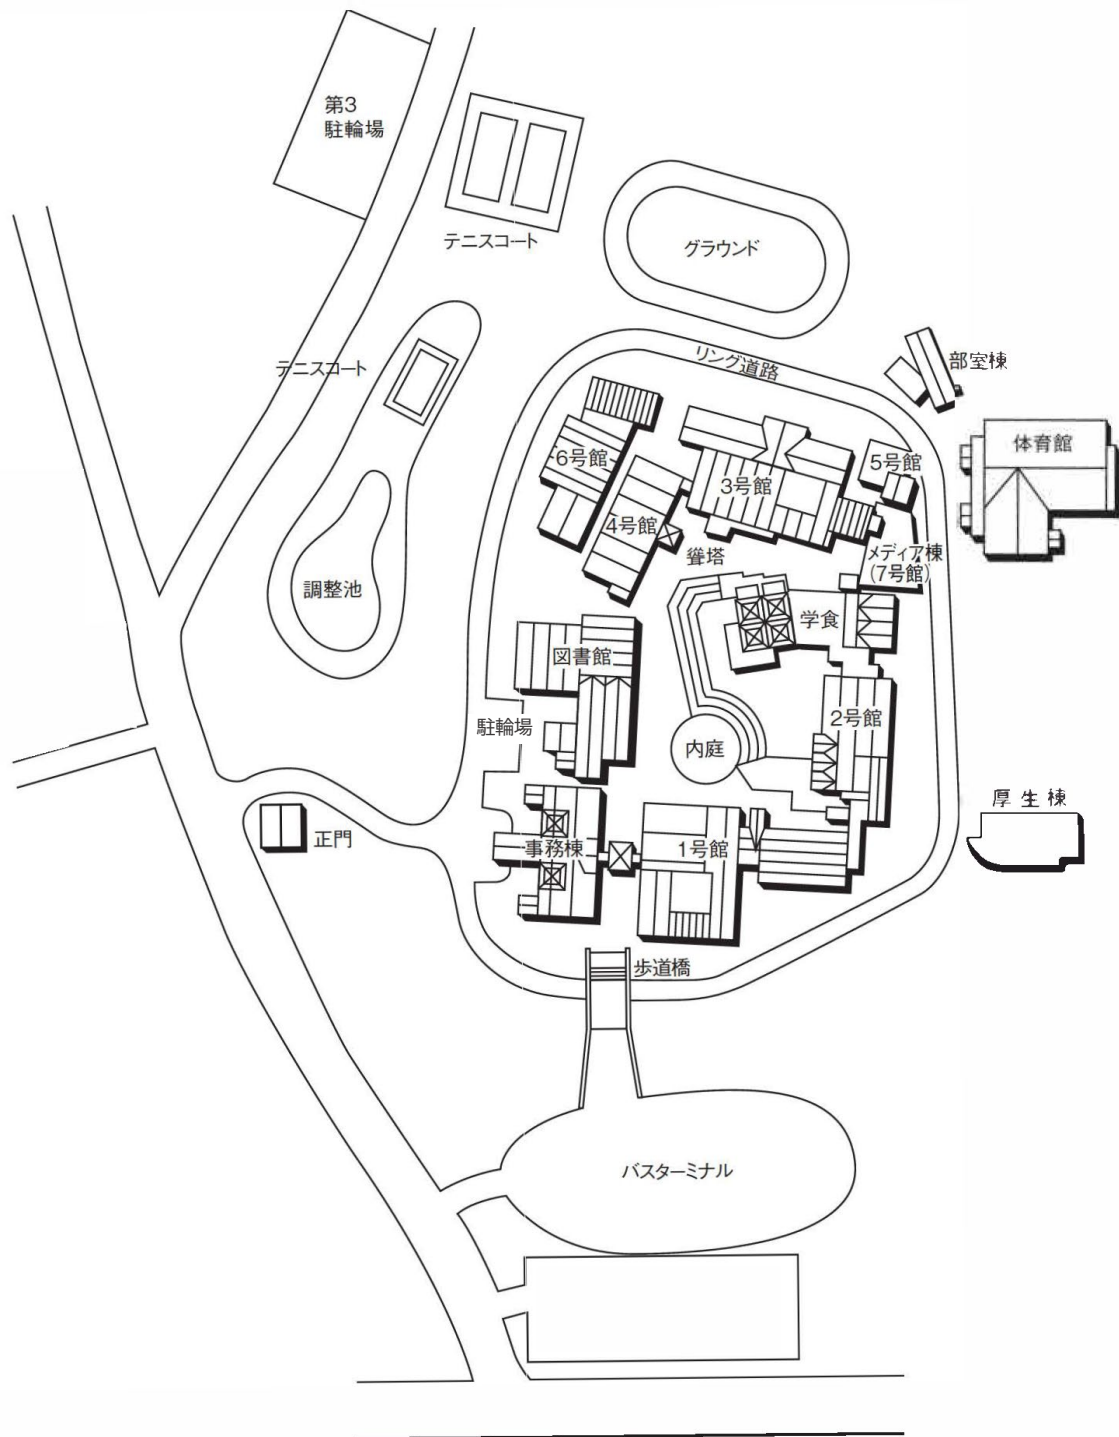 第3
駐輪場
テニスコート
グラウンド
リング道路
テニスコート
部室棟
体育館
6号館
5号館
3号館
4号館
聳塔
メディア棟
(7号館)
調整池
学食
図書館
2号館
駐輪場
内庭
厚生棟
正門
事務棟
1号館
歩道橋
バスターミナル